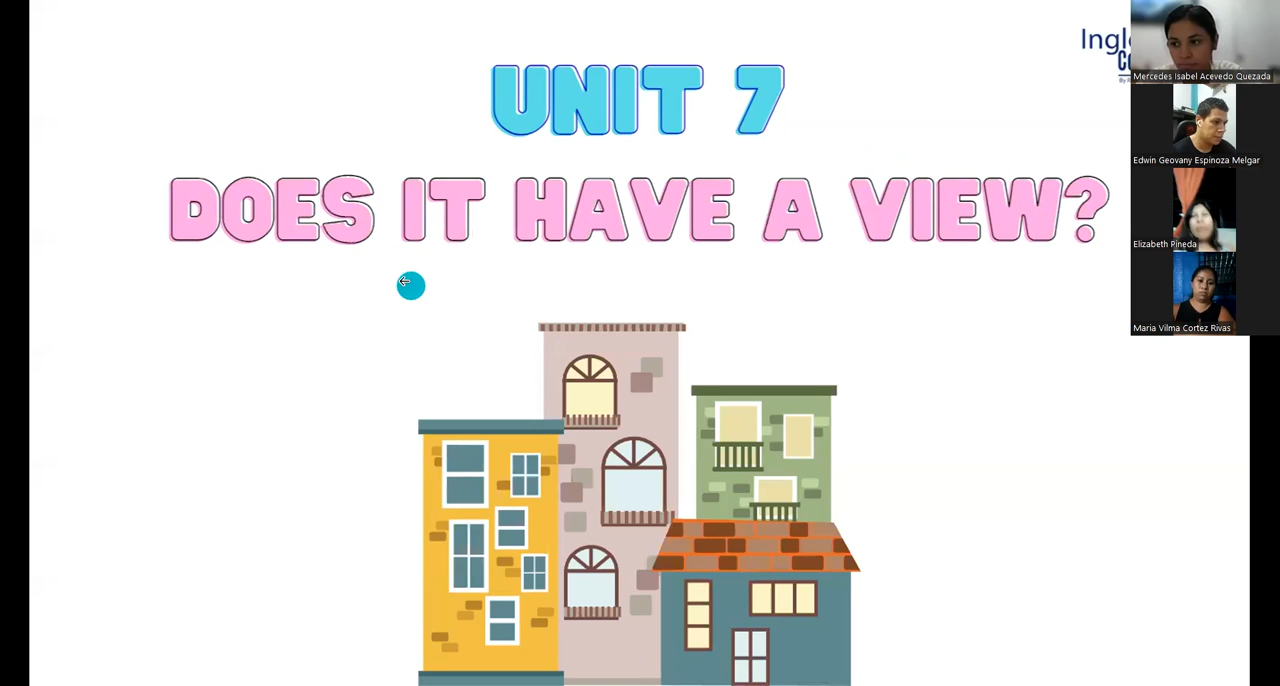 UNIT 7
DOES IT HAVE A VIEW?
Mercedes Isabel Acevedo Quezada
Edwin Geovany Espinoza Melgar
Elizabeth Pineda
Maria Vilma Cortez Rivas